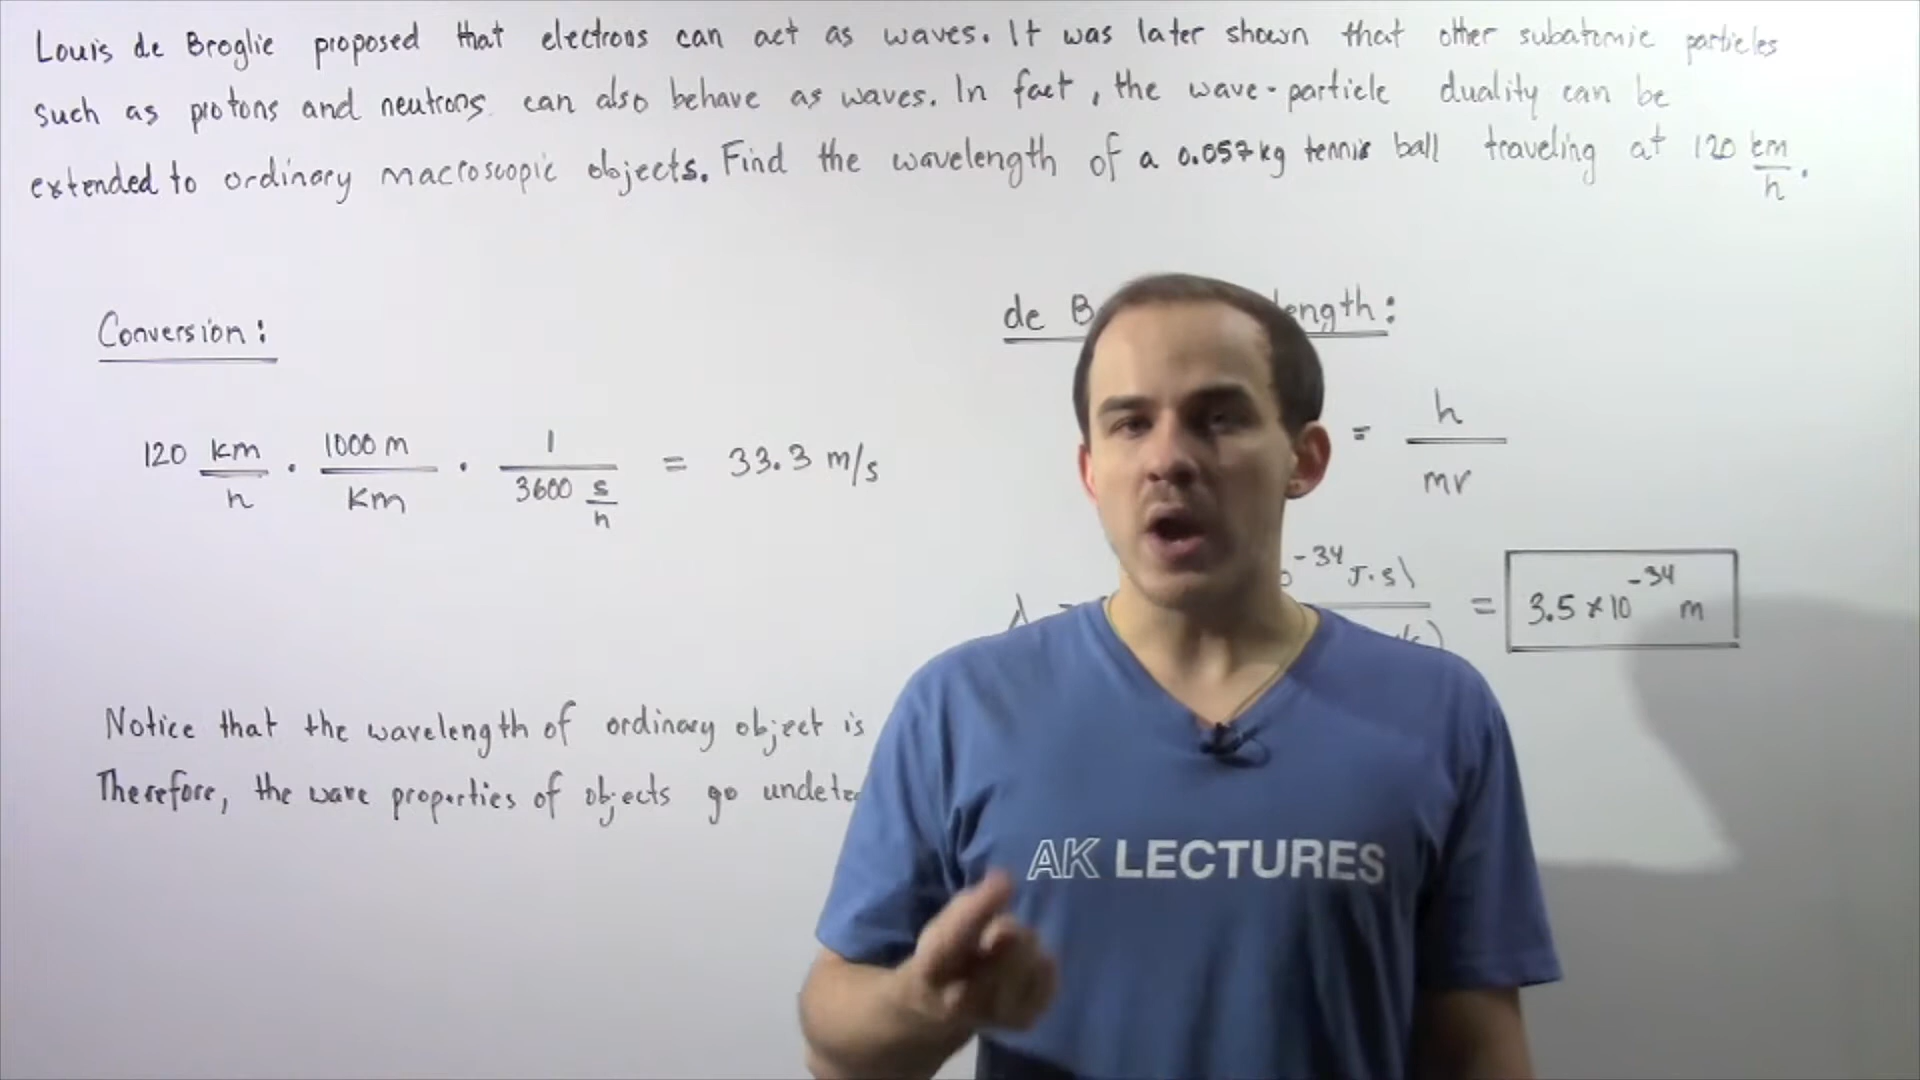 Louis de Broglie proposed that electrons can act as waves. It was later shown that other subatomic particles
such as protons and neutrons can also behave as waves. In fact, the wave-particle duality can be
extended to ordinary macroscopic objects. Find the wavelength of a 0.057kg tennis ball traveling at 120 km/h.
Conversion:
120 km/h · 1000 m/km · 1/(3600 s/h) = 33.3 m/s
de B length:
= h/mv
λ = -34 J·s = 3.5 × 10^-34 m
Notice that the wavelength of ordinary object is
Therefore, the wave properties of objects go undete
AK LECTURES